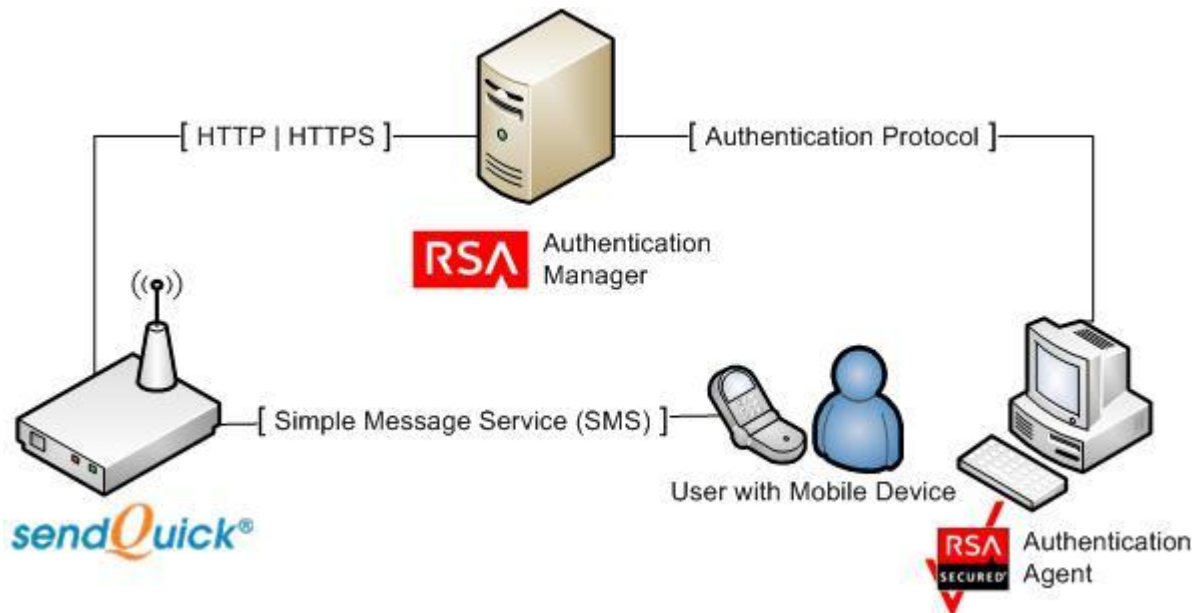 [ HTTP | HTTPS ]
[ Authentication Protocol ]
RSA
Authentication
Manager
[ Simple Message Service (SMS) ]
User with Mobile Device
sendQuick®
RSA
SECURED®
Authentication
Agent